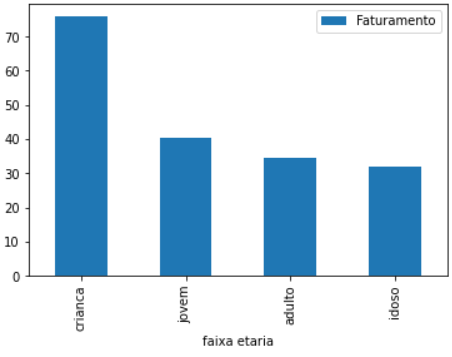 Faturamento
70
60
50
40
30
20
10
0
crianca
jovem
adulto
idoso
faixa etaria